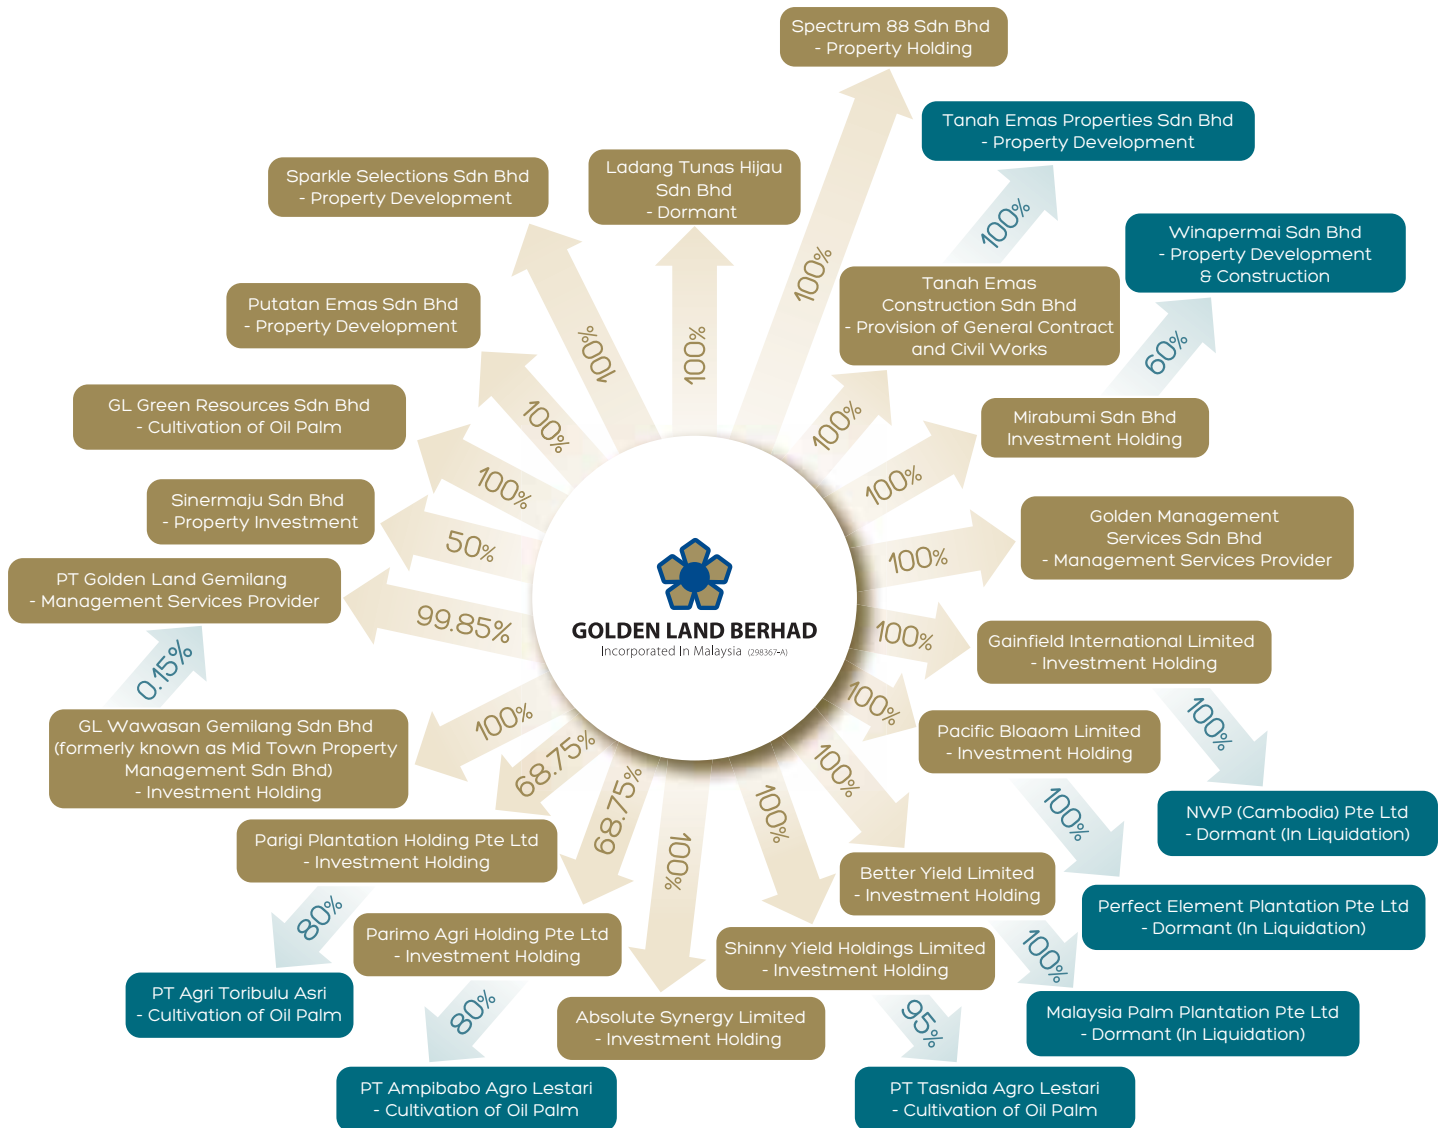 Spectrum 88 Sdn Bhd
- Property Holding
Tanah Emas Properties Sdn Bhd
- Property Development
100%
Winapermai Sdn Bhd
- Property Development
& Construction
60%
Ladang Tunas Hijau
Sdn Bhd
- Dormant
100%
Sparkle Selections Sdn Bhd
- Property Development
100%
100%
Tanah Emas
Construction Sdn Bhd
- Provision of General Contract
and Civil Works
100%
Putatan Emas Sdn Bhd
- Property Development
100%
Mirabumi Sdn Bhd
Investment Holding
100%
GL Green Resources Sdn Bhd
- Cultivation of Oil Palm
100%
Sinermaju Sdn Bhd
- Property Investment
50%
Golden Management
Services Sdn Bhd
- Management Services Provider
100%
PT Golden Land Gemilang
- Management Services Provider
99.85%
0.15%
GOLDEN LAND BERHAD
Incorporated In Malaysia (298367-A)
Gainfield International Limited
- Investment Holding
100%
100%
GL Wawasan Gemilang Sdn Bhd
(formerly known as Mid Town Property
Management Sdn Bhd)
- Investment Holding
100%
Pacific Bloaom Limited
- Investment Holding
100%
100%
NWP (Cambodia) Pte Ltd
- Dormant (In Liquidation)
Parigi Plantation Holding Pte Ltd
- Investment Holding
68.75%
80%
Better Yield Limited
- Investment Holding
100%
100%
Perfect Element Plantation Pte Ltd
- Dormant (In Liquidation)
Parimo Agri Holding Pte Ltd
- Investment Holding
68.75%
80%
Shinny Yield Holdings Limited
- Investment Holding
100%
95%
PT Agri Toribulu Asri
- Cultivation of Oil Palm
Absolute Synergy Limited
- Investment Holding
100%
Malaysia Palm Plantation Pte Ltd
- Dormant (In Liquidation)
PT Ampibabo Agro Lestari
- Cultivation of Oil Palm
PT Tasnida Agro Lestari
- Cultivation of Oil Palm